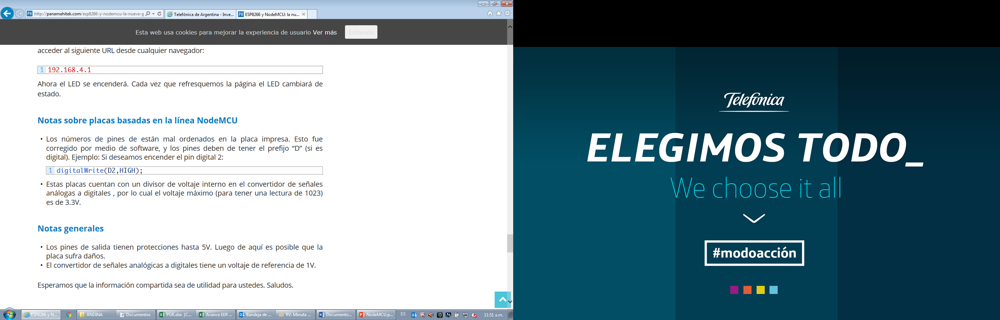 http://panamahitek.com/esp8266-y-nodemcu-la-nueva-g
Telefónica de Argentina - Inve...
PH ESP8266 y NodeMCU: la nu...
Esta web usa cookies para mejorar la experiencia de usuario Ver más
Entiendo
acceder al siguiente URL desde cualquier navegador:
1 192.168.4.1
Ahora el LED se encenderá. Cada vez que refresquemos la página el LED cambiará de
estado.
Notas sobre placas basadas en la línea NodeMCU
• Los números de pines de están mal ordenados en la placa impresa. Esto fue
corregido por medio de software, y los pines deben de tener el prefijo “D” (si es
digital). Ejemplo: Si deseamos encender el pin digital 2:
1 digitalWrite(D2,HIGH);
• Estas placas cuentan con un divisor de voltaje interno en el convertidor de señales
análogas a digitales , por lo cual el voltaje máximo (para tener una lectura de 1023)
es de 3.3V.
Notas generales
• Los pines de salida tienen protecciones hasta 5V. Luego de aquí es posible que la
placa sufra daños.
• El convertidor de señales analógicas a digitales tiene un voltaje de referencia de 1V.
Esperamos que la información compartida sea de utilidad para ustedes. Saludos.
ESP8266 y N...
ANDINA
Documentos
PGR.xlsx [C...
Avance EER ...
Bandeja de ...
RV: Minuta ...
Documento...
NodeMCU.p...
ES
11:51 a.m.
Telefónica
ELEGIMOS TODO_
We choose it all
#modoacción